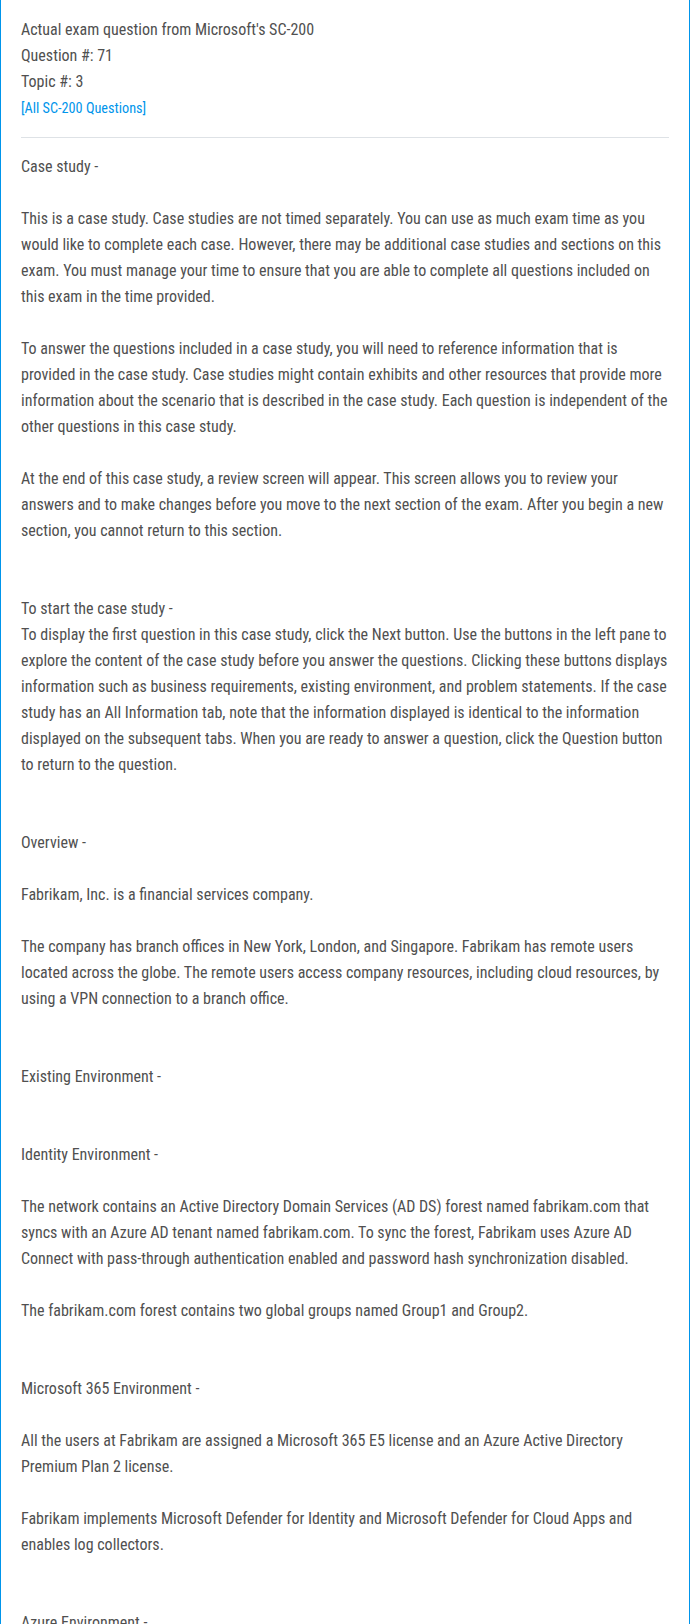 Actual exam question from Microsoft's SC-200
Question #: 71
Topic #: 3
[All SC-200 Questions]
Case study -
This is a case study. Case studies are not timed separately. You can use as much exam time as you
would like to complete each case. However, there may be additional case studies and sections on this
exam. You must manage your time to ensure that you are able to complete all questions included on
this exam in the time provided.
To answer the questions included in a case study, you will need to reference information that is
provided in the case study. Case studies might contain exhibits and other resources that provide more
information about the scenario that is described in the case study. Each question is independent of the
other questions in this case study.
At the end of this case study, a review screen will appear. This screen allows you to review your
answers and to make changes before you move to the next section of the exam. After you begin a new
section, you cannot return to this section.
To start the case study -
To display the first question in this case study, click the Next button. Use the buttons in the left pane to
explore the content of the case study before you answer the questions. Clicking these buttons displays
information such as business requirements, existing environment, and problem statements. If the case
study has an All Information tab, note that the information displayed is identical to the information
displayed on the subsequent tabs. When you are ready to answer a question, click the Question button
to return to the question.
Overview -
Fabrikam, Inc. is a financial services company.
The company has branch offices in New York, London, and Singapore. Fabrikam has remote users
located across the globe. The remote users access company resources, including cloud resources, by
using a VPN connection to a branch office.
Existing Environment -
Identity Environment -
The network contains an Active Directory Domain Services (AD DS) forest named fabrikam.com that
syncs with an Azure AD tenant named fabrikam.com. To sync the forest, Fabrikam uses Azure AD
Connect with pass-through authentication enabled and password hash synchronization disabled.
The fabrikam.com forest contains two global groups named Group1 and Group2.
Microsoft 365 Environment -
All the users at Fabrikam are assigned a Microsoft 365 E5 license and an Azure Active Directory
Premium Plan 2 license.
Fabrikam implements Microsoft Defender for Identity and Microsoft Defender for Cloud Apps and
enables log collectors.
Azure Environment -